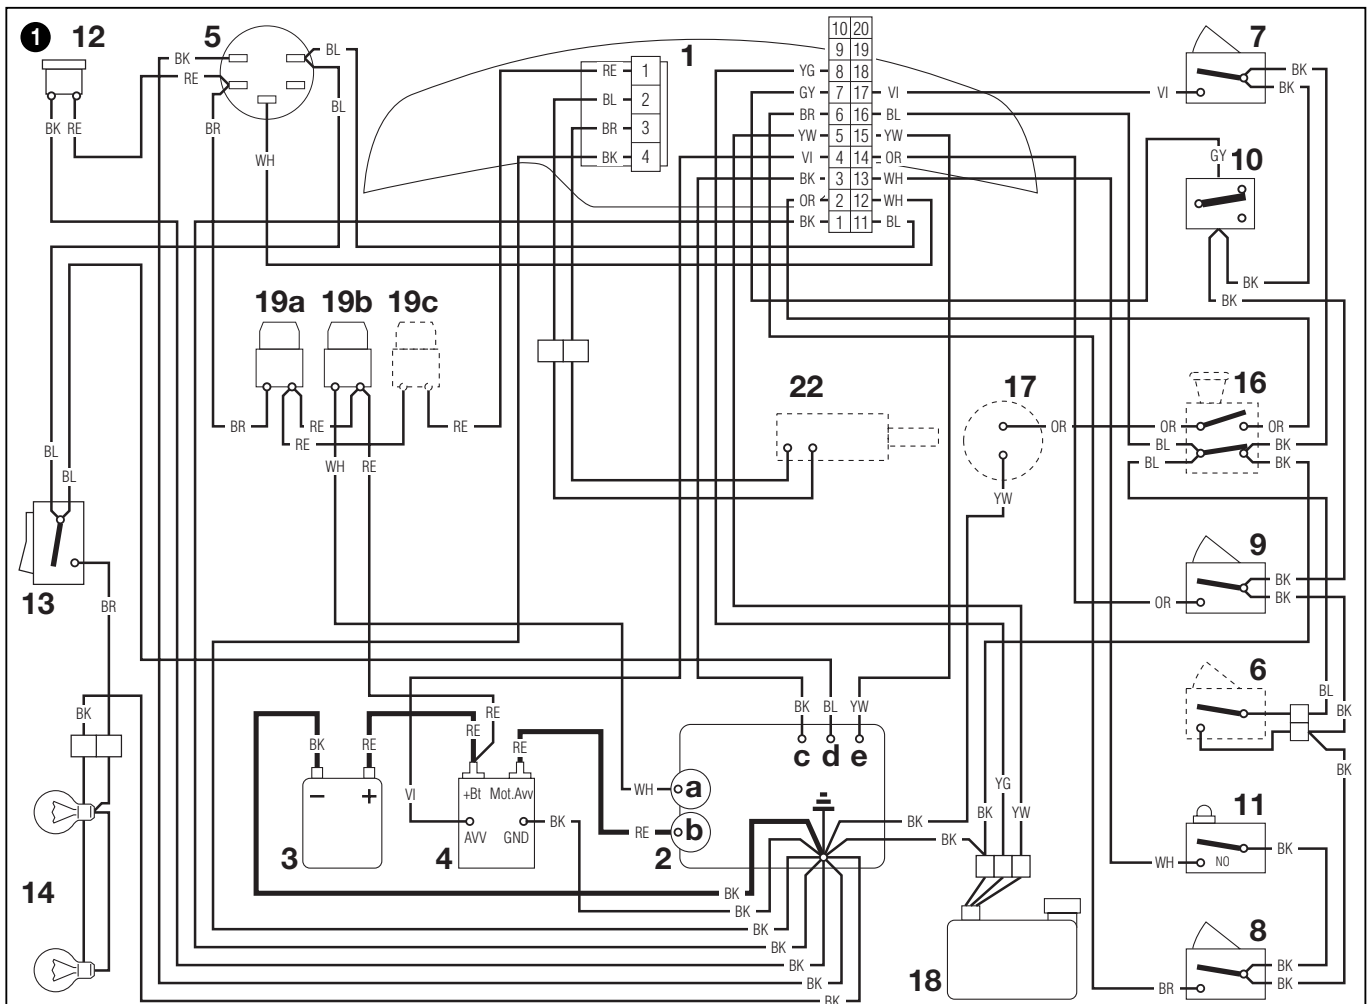 1 12 5 1 7
BL
BK
RE
10 20
9 19
YG 8 18
GY 7 17 VI
BR 6 16 BL
YW 5 15 YW
VI 4 14 OR
BK 3 13 WH
OR 2 12 WH
BK 1 11 BL
RE 1
BL 2
BR 3
BK 4
BK
VI BK
BL
BK RE BR
WH
GY 10
BK
BK
19a 19b 19c
22 17 16
BR RE RE
RE
OR OR OR
BL BK
BL BK
BL
BL
WH RE
YW
13
BR
9
BK
BK
OR
6
BL
BK
BK
BK
RE
BK RE RE RE
BK BL YW
c d e
− +
+Bt Mot.Avv
VI
AVV GND BK
WH a
RE b
3 4 2
BK
BK
YG
BK YW
11
BK
WH NO
14
BK
BK
BK
BK
BK
BK
BK
18
8
BK
BK
BR